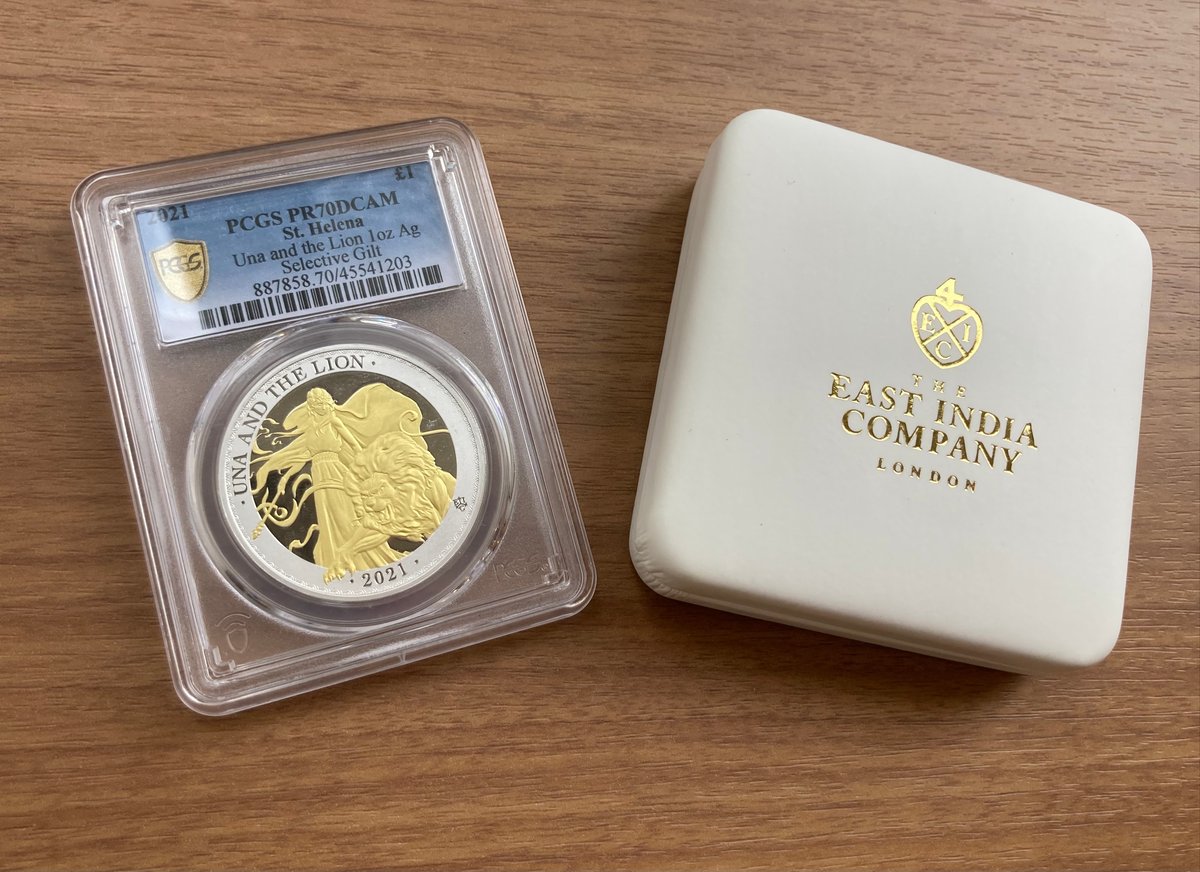 2021 £1
PCGS PR70DCAM
St. Helena
Una and the Lion 1oz Ag
Selective Gilt
887858.70/45541203
PCGS
· UNA AND THE LION ·
· 2021 ·
PCGS
4
E I
C
THE
EAST INDIA
COMPANY
LONDON